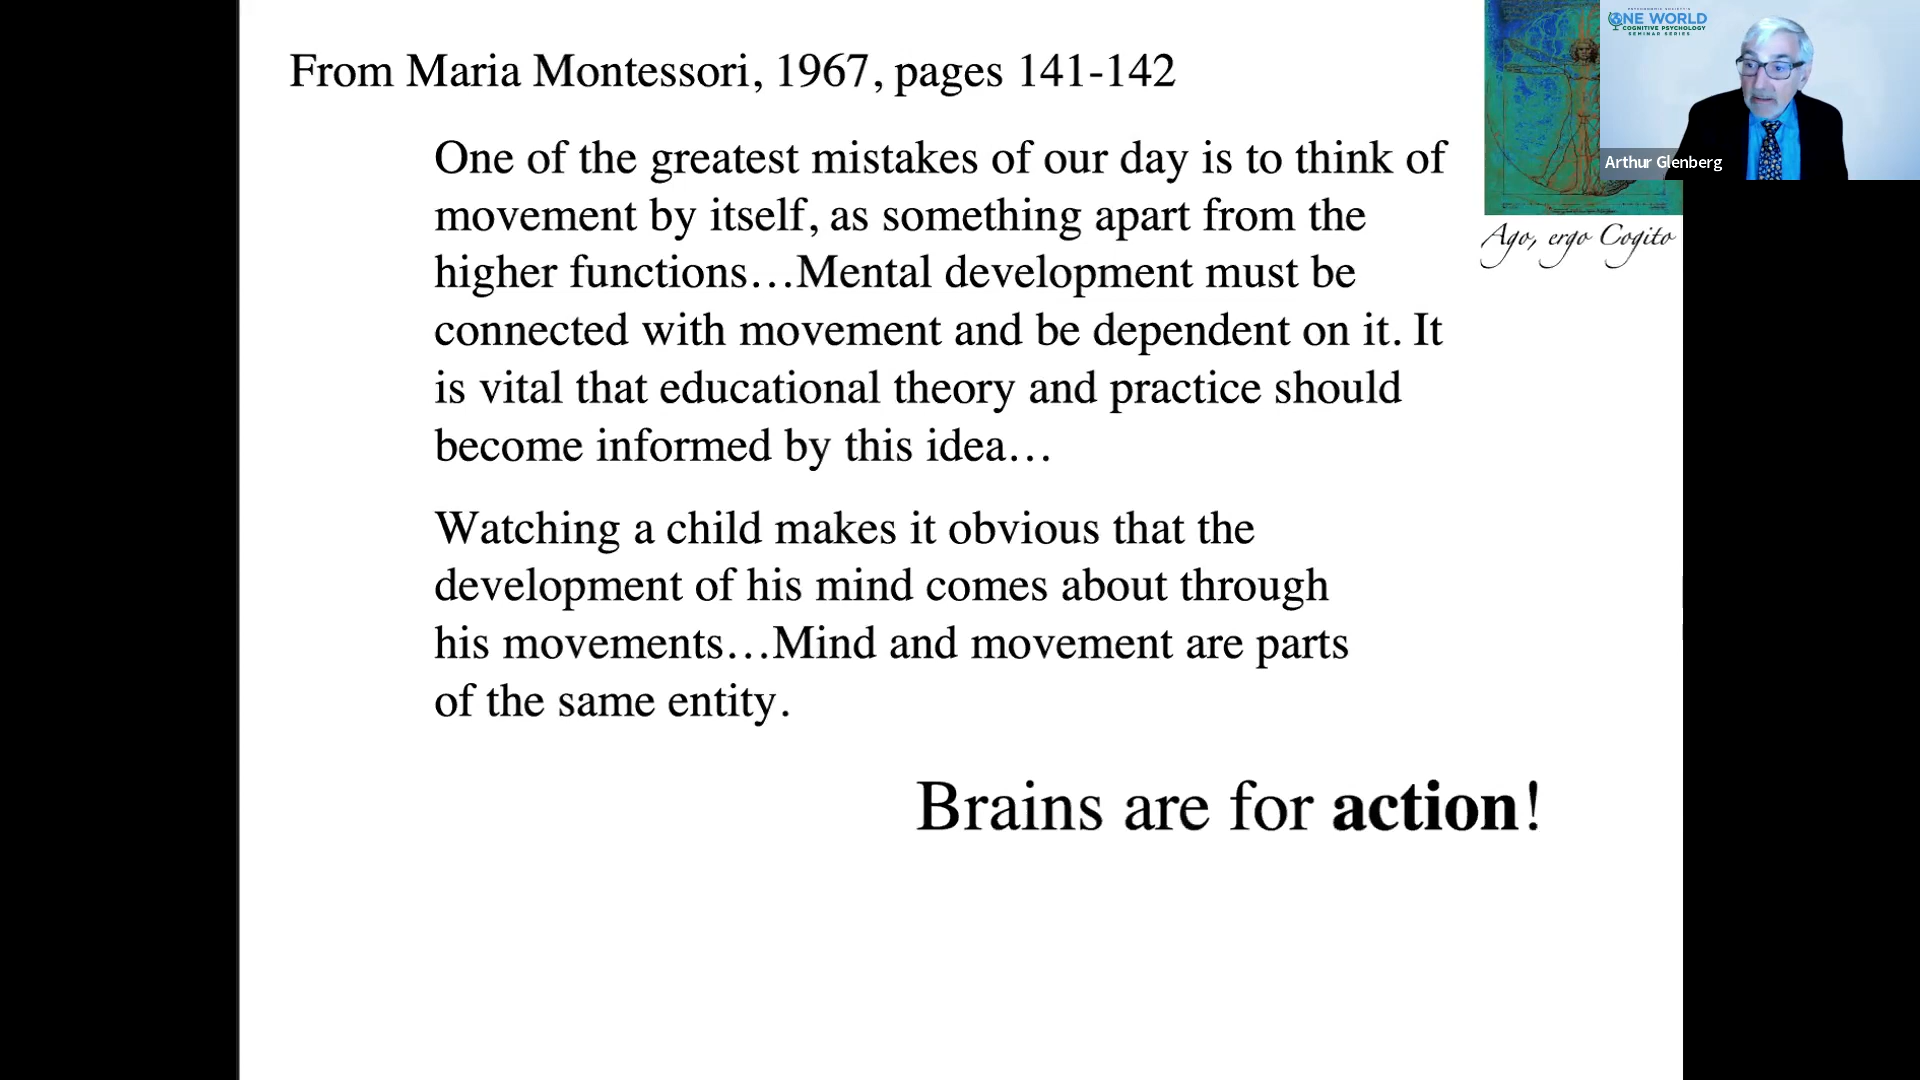 From Maria Montessori, 1967, pages 141-142
One of the greatest mistakes of our day is to think of
movement by itself, as something apart from the
higher functions…Mental development must be
connected with movement and be dependent on it. It
is vital that educational theory and practice should
become informed by this idea…
Watching a child makes it obvious that the
development of his mind comes about through
his movements…Mind and movement are parts
of the same entity.
Brains are for action!
Ago, ergo Cogito
PSYCHONOMIC SOCIETY'S
ONE WORLD
COGNITIVE PSYCHOLOGY
SEMINAR SERIES
Arthur Glenberg